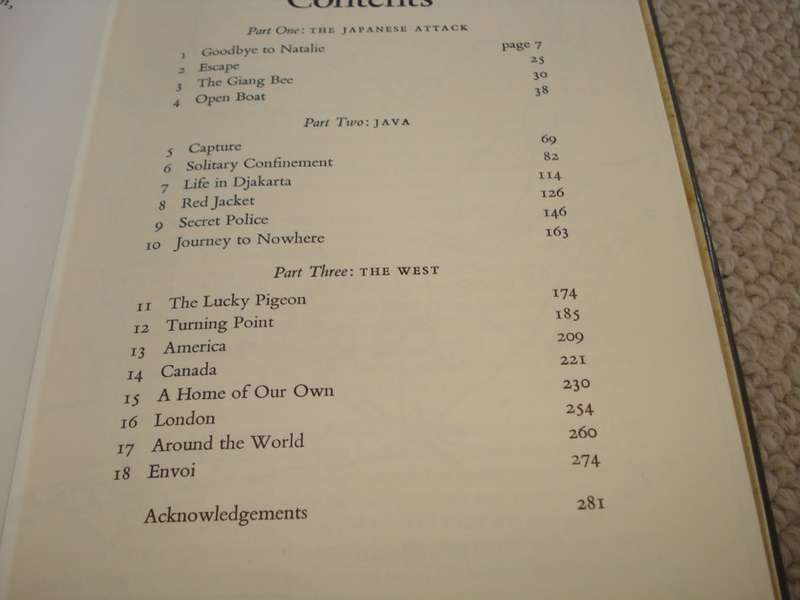 Contents
Part One: THE JAPANESE ATTACK
1 Goodbye to Natalie page 7
2 Escape 25
3 The Giang Bee 30
4 Open Boat 38
Part Two: JAVA
5 Capture 69
6 Solitary Confinement 82
7 Life in Djakarta 114
8 Red Jacket 126
9 Secret Police 146
10 Journey to Nowhere 163
Part Three: THE WEST
11 The Lucky Pigeon 174
12 Turning Point 185
13 America 209
14 Canada 221
15 A Home of Our Own 230
16 London 254
17 Around the World 260
18 Envoi 274
Acknowledgements 281